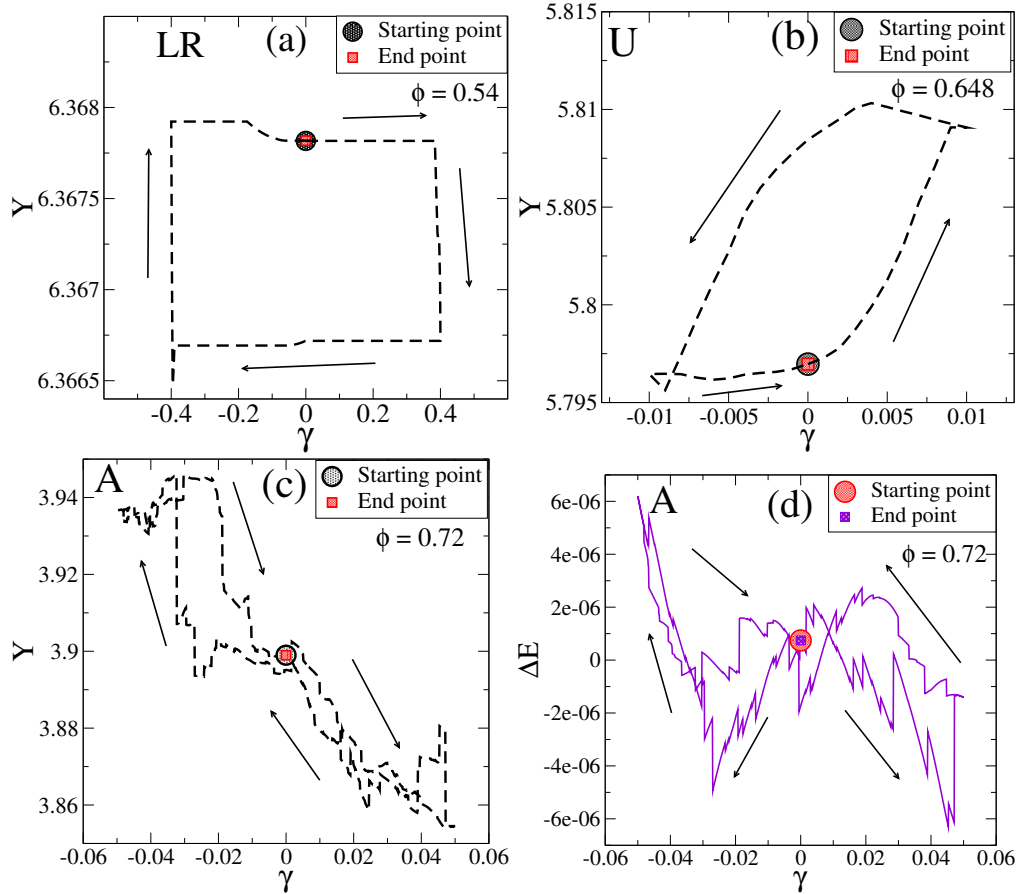 LR
(a)
Starting point
End point
ϕ = 0.54
6.368
6.3675
6.367
6.3665
Y
-0.4
-0.2
0
0.2
0.4
γ
U
(b)
Starting point
End point
ϕ = 0.648
5.815
5.81
5.805
5.8
5.795
Y
-0.01
-0.005
0
0.005
0.01
γ
A
(c)
Starting point
End point
ϕ = 0.72
3.94
3.92
3.9
3.88
3.86
Y
-0.06
-0.04
-0.02
0
0.02
0.04
0.06
γ
A
(d)
Starting point
End point
ϕ = 0.72
6e-06
4e-06
2e-06
0
-2e-06
-4e-06
-6e-06
ΔE
-0.06
-0.04
-0.02
0
0.02
0.04
0.06
γ